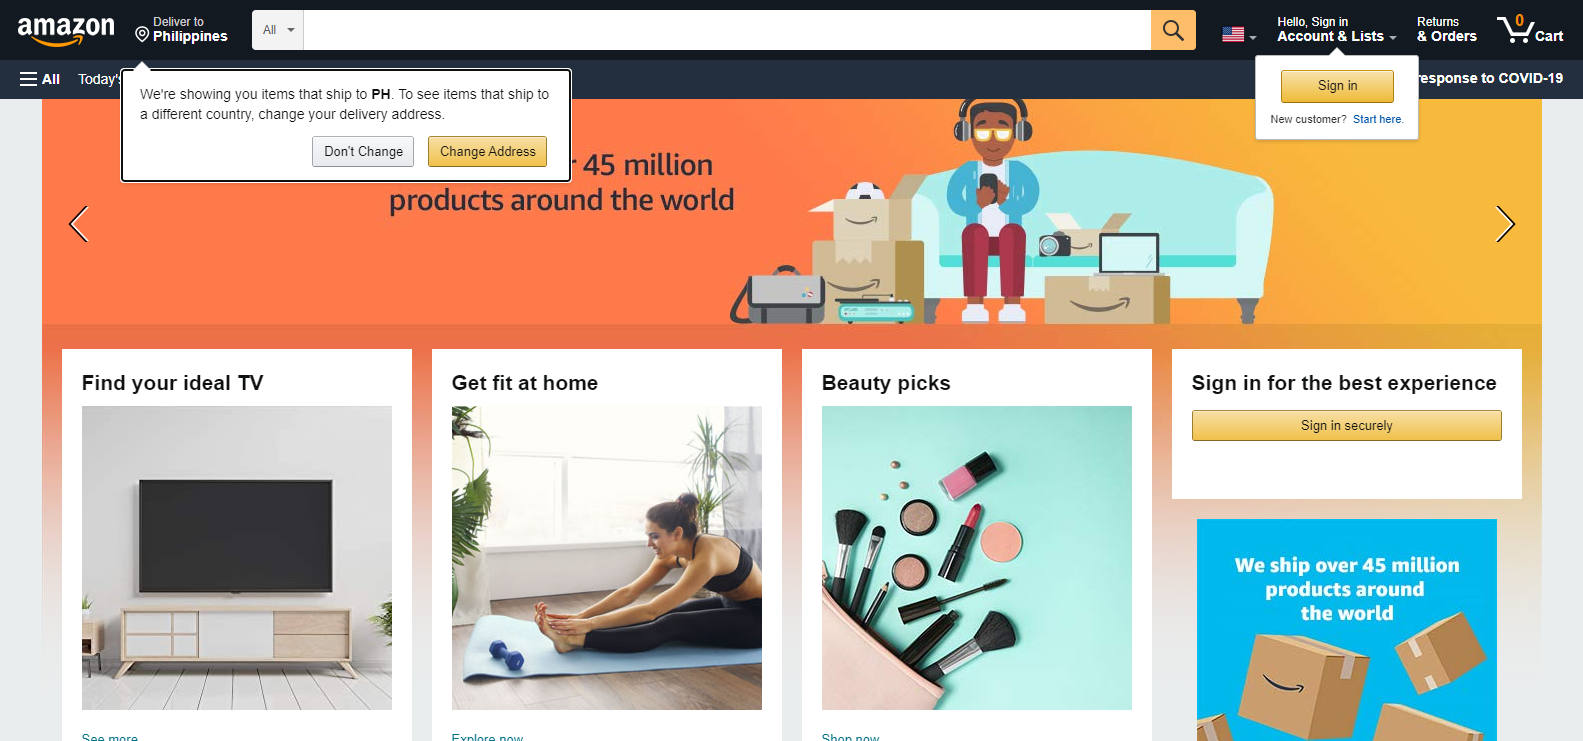 amazon
Deliver to
Philippines
All
Hello, Sign in
Account & Lists
Returns
& Orders
0
Cart
All
Today's
response to COVID-19
We're showing you items that ship to PH. To see items that ship to
a different country, change your delivery address.
Don't Change
Change Address
Sign in
New customer? Start here.
45 million
products around the world
Find your ideal TV
Get fit at home
Beauty picks
Sign in for the best experience
Sign in securely
We ship over 45 million
products around
the world
See more
Explore now
Shop now